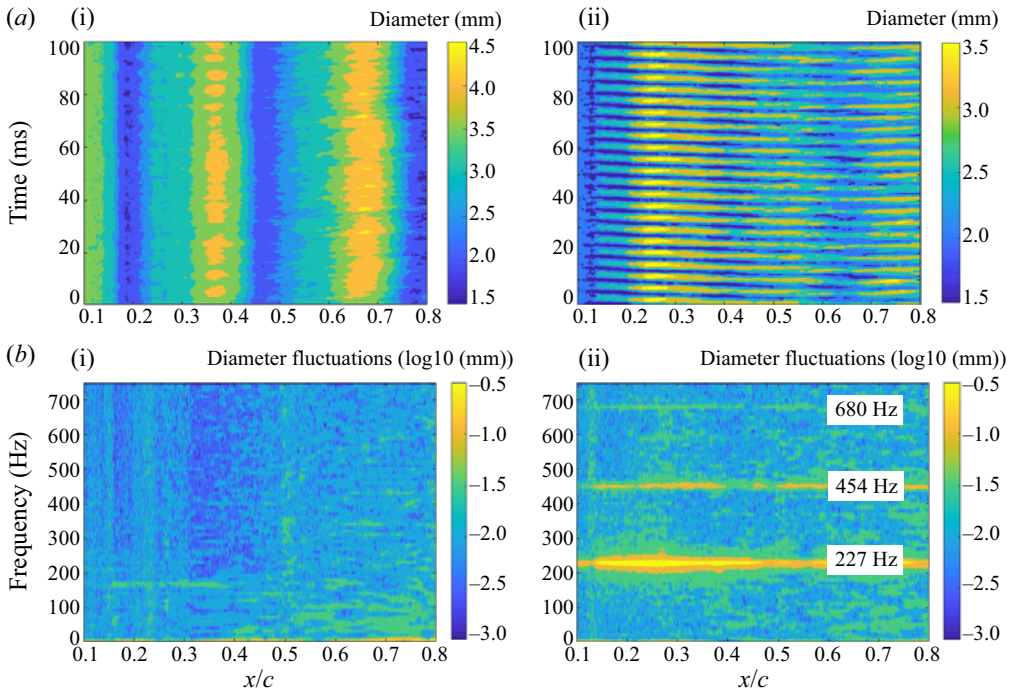 (a) (i) Diameter (mm) (ii) Diameter (mm)
100 4.5 100 3.5
80 4.0 80
3.5 3.0
60 60
Time (ms) 3.0 2.5
40 40
2.5
20 20 2.0
2.0
0 1.5 0 1.5
0.1 0.2 0.3 0.4 0.5 0.6 0.7 0.8 0.1 0.2 0.3 0.4 0.5 0.6 0.7 0.8
(b) (i) Diameter fluctuations (log10 (mm)) (ii) Diameter fluctuations (log10 (mm))
700 –0.5 700 –0.5
680 Hz
600 –1.0 600 –1.0
500 500
454 Hz
Frequency (Hz) 400 –1.5 400 –1.5
300 –2.0 300 –2.0
227 Hz
200 200
–2.5 –2.5
100 100
0 –3.0 0 –3.0
0.1 0.2 0.3 0.4 0.5 0.6 0.7 0.8 0.1 0.2 0.3 0.4 0.5 0.6 0.7 0.8
x/c x/c